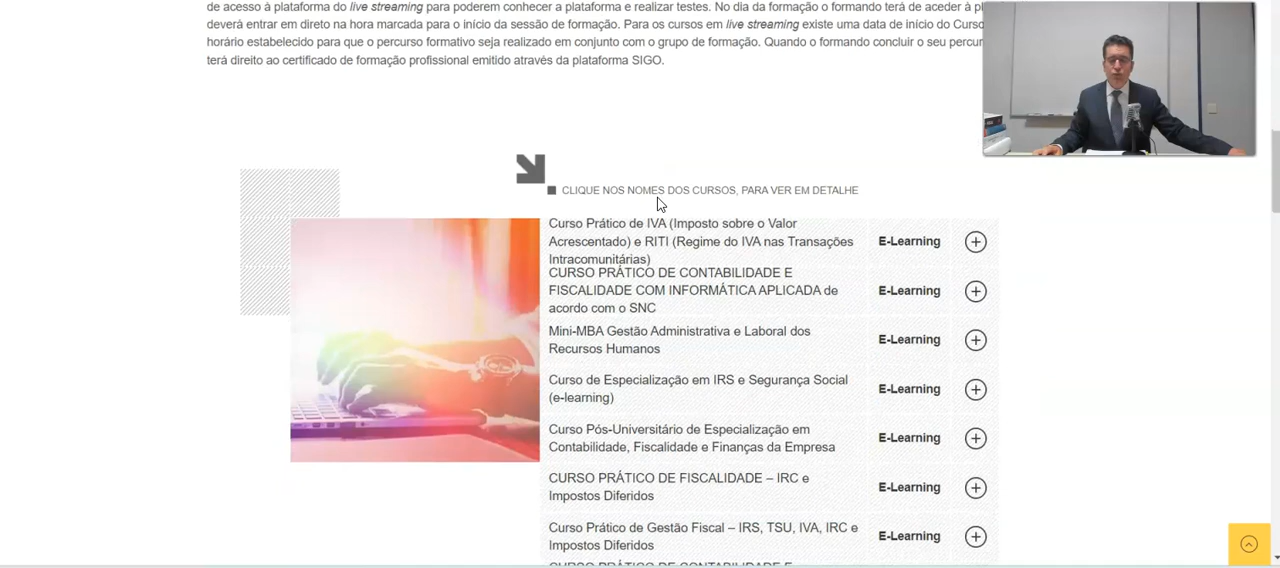 de acesso à plataforma do live streaming para poderem conhecer a plataforma e realizar testes. No dia da formação o formando terá de aceder à
deverá entrar em direto na hora marcada para o início da sessão de formação. Para os cursos em live streaming existe uma data de início do Curso
horário estabelecido para que o percurso formativo seja realizado em conjunto com o grupo de formação. Quando o formando concluir o seu
terá direito ao certificado de formação profissional emitido através da plataforma SIGO.
CLIQUE NOS NOMES DOS CURSOS, PARA VER EM DETALHE
Curso Prático de IVA (Imposto sobre o Valor
Acrescentado) e RITI (Regime do IVA nas Transações
Intracomunitárias)
E-Learning
CURSO PRÁTICO DE CONTABILIDADE E
FISCALIDADE COM INFORMÁTICA APLICADA de
acordo com o SNC
E-Learning
Mini-MBA Gestão Administrativa e Laboral dos
Recursos Humanos
E-Learning
Curso de Especialização em IRS e Segurança Social
(e-learning)
E-Learning
Curso Pós-Universitário de Especialização em
Contabilidade, Fiscalidade e Finanças da Empresa
E-Learning
CURSO PRÁTICO DE FISCALIDADE – IRC e
Impostos Diferidos
E-Learning
Curso Prático de Gestão Fiscal – IRS, TSU, IVA, IRC e
Impostos Diferidos
E-Learning